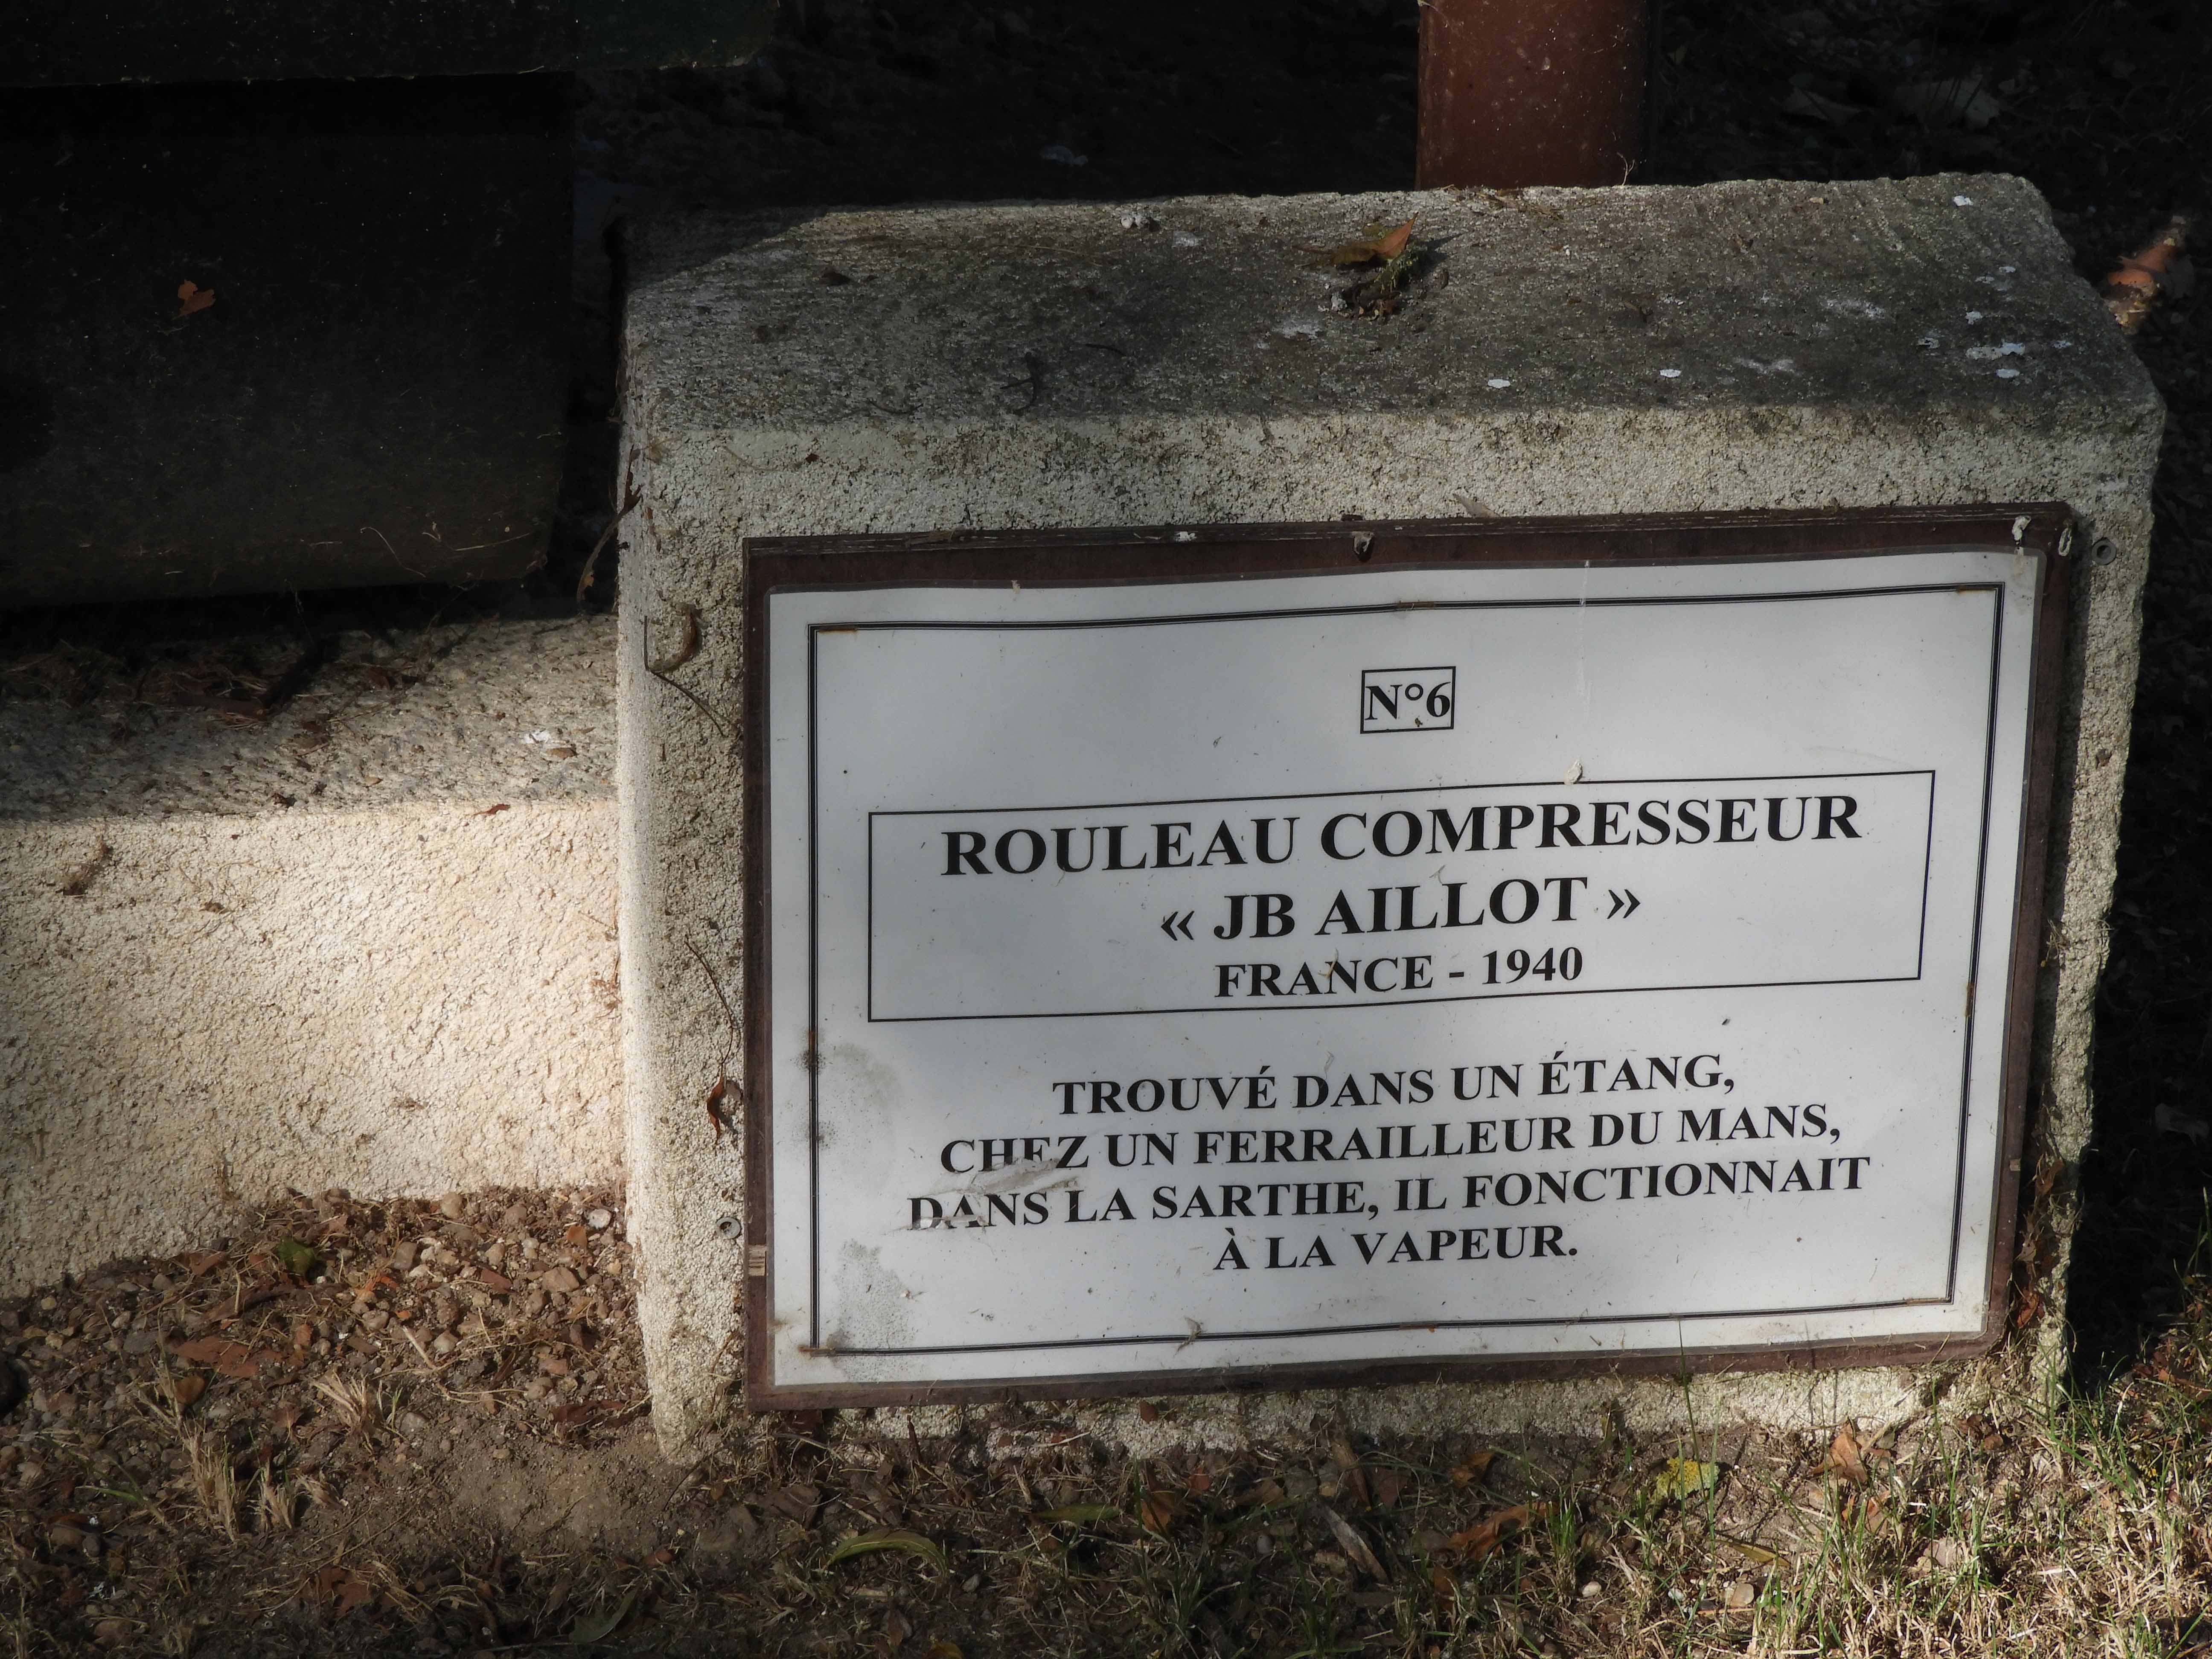 N°6
ROULEAU COMPRESSEUR
« JB AILLOT »
FRANCE - 1940
TROUVÉ DANS UN ÉTANG,
CHEZ UN FERRAILLEUR DU MANS,
DANS LA SARTHE, IL FONCTIONNAIT
À LA VAPEUR.